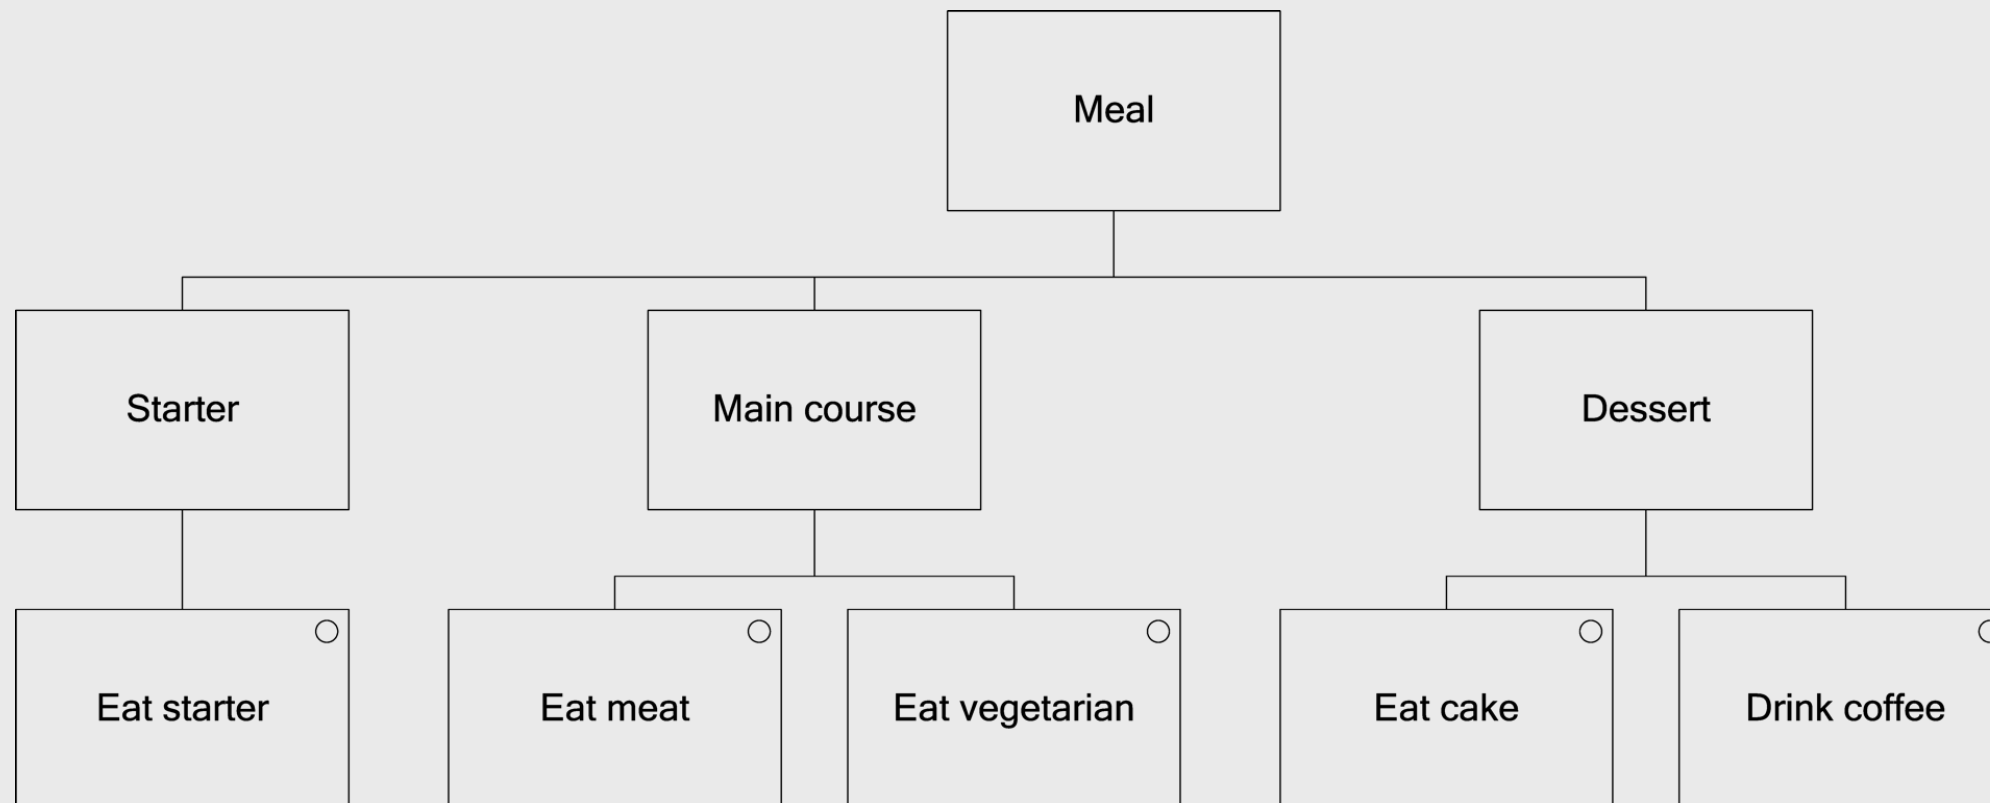 Meal
Starter
Main course
Dessert
Eat starter
Eat meat
Eat vegetarian
Eat cake
Drink coffee